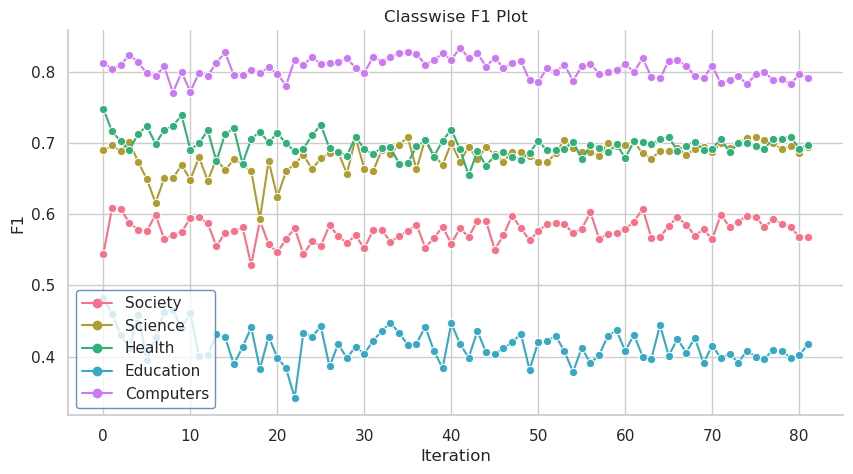 Classwise F1 Plot
F1
0.8
0.7
0.6
0.5
0.4
Society
Science
Health
Education
Computers
0 10 20 30 40 50 60 70 80
Iteration